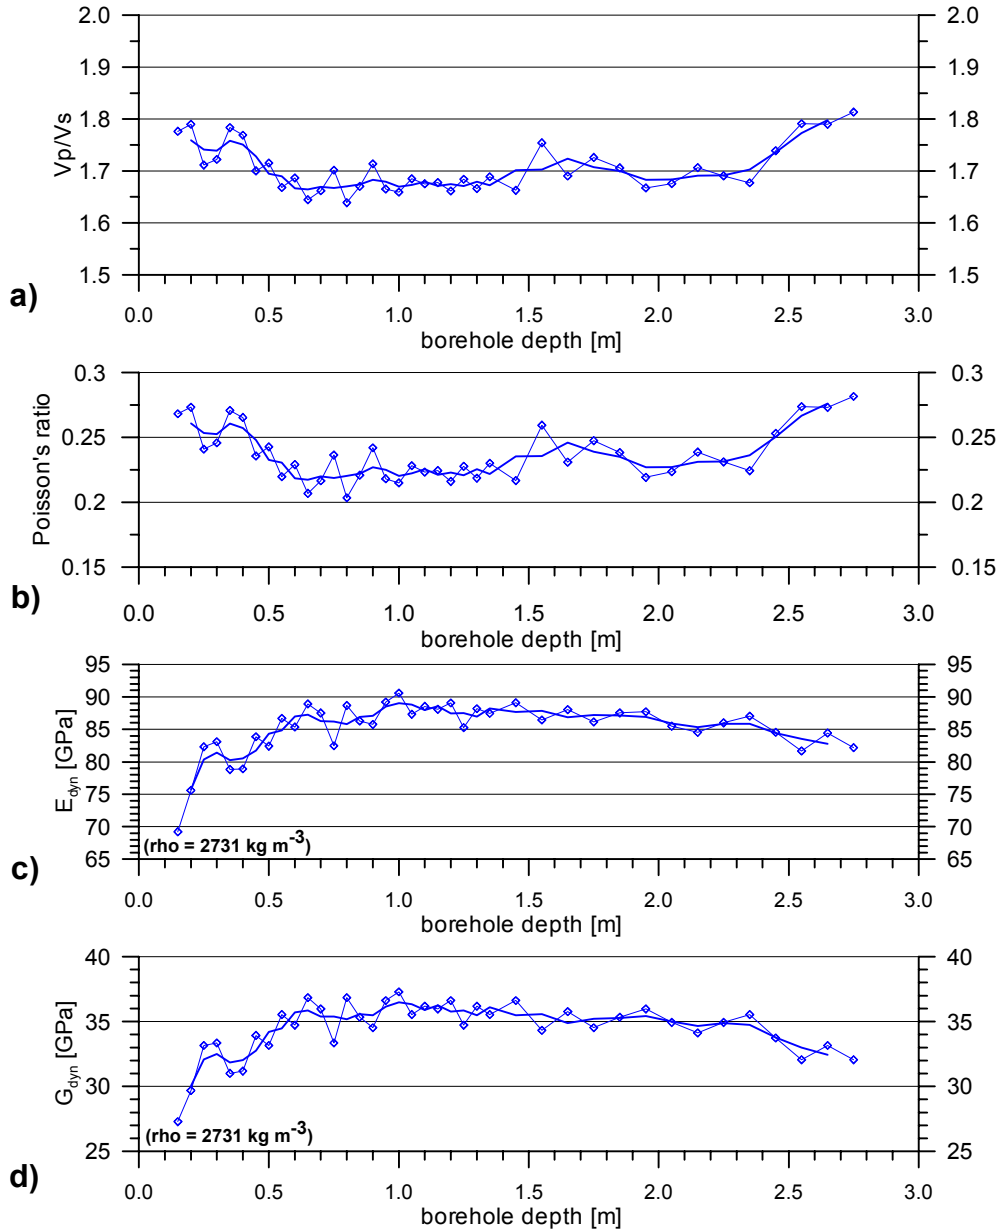 2.0 2.0
1.9 1.9
1.8 1.8
Vp/Vs
1.7 1.7
1.6 1.6
1.5 1.5
a)
0.0 0.5 1.0 1.5 2.0 2.5 3.0
borehole depth [m]
0.3 0.3
0.25 0.25
Poisson's ratio
0.2 0.2
0.15 0.15
b)
0.0 0.5 1.0 1.5 2.0 2.5 3.0
borehole depth [m]
95 95
90 90
85 85
80 80
E_dyn [GPa]
75 75
70 70
(rho = 2731 kg m^-3)
65 65
c)
0.0 0.5 1.0 1.5 2.0 2.5 3.0
borehole depth [m]
40 40
35 35
G_dyn [GPa]
30 30
(rho = 2731 kg m^-3)
25 25
d)
0.0 0.5 1.0 1.5 2.0 2.5 3.0
borehole depth [m]